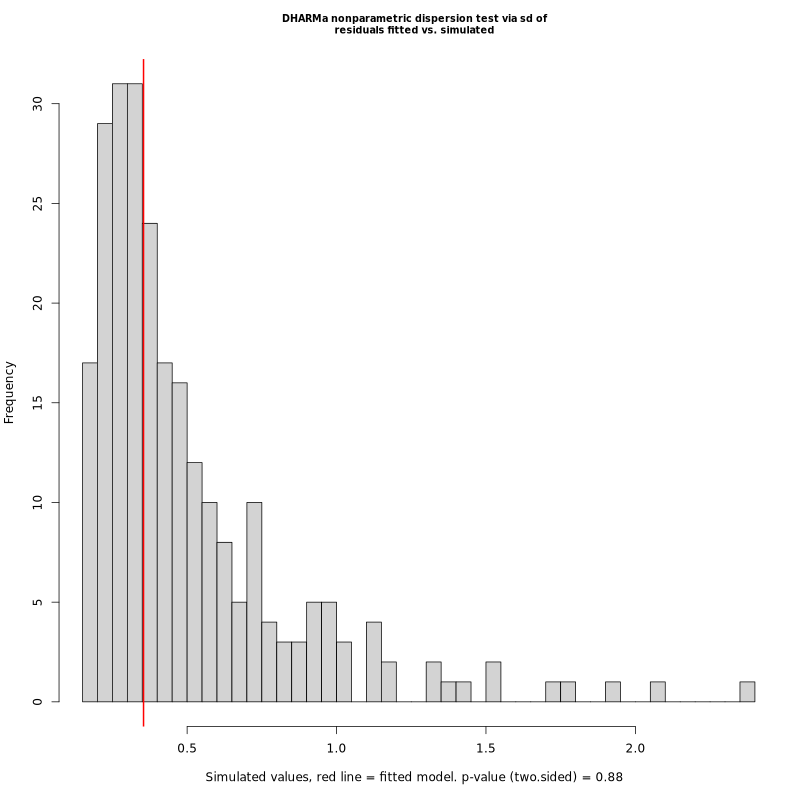 DHARMa nonparametric dispersion test via sd of
residuals fitted vs. simulated
Frequency
30
25
20
15
10
5
0
0.5 1.0 1.5 2.0
Simulated values, red line = fitted model. p-value (two.sided) = 0.88